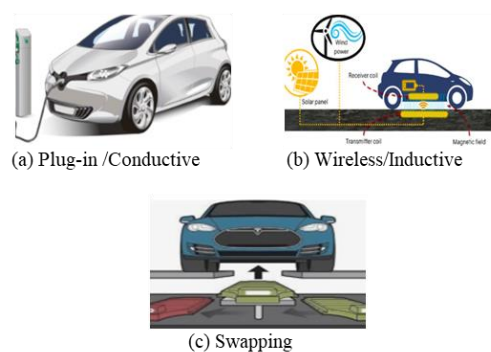 Wind
power
Receiver coil
Solar panel
Transmitter coil
Magnetic field
(a) Plug-in /Conductive
(b) Wireless/Inductive
(c) Swapping